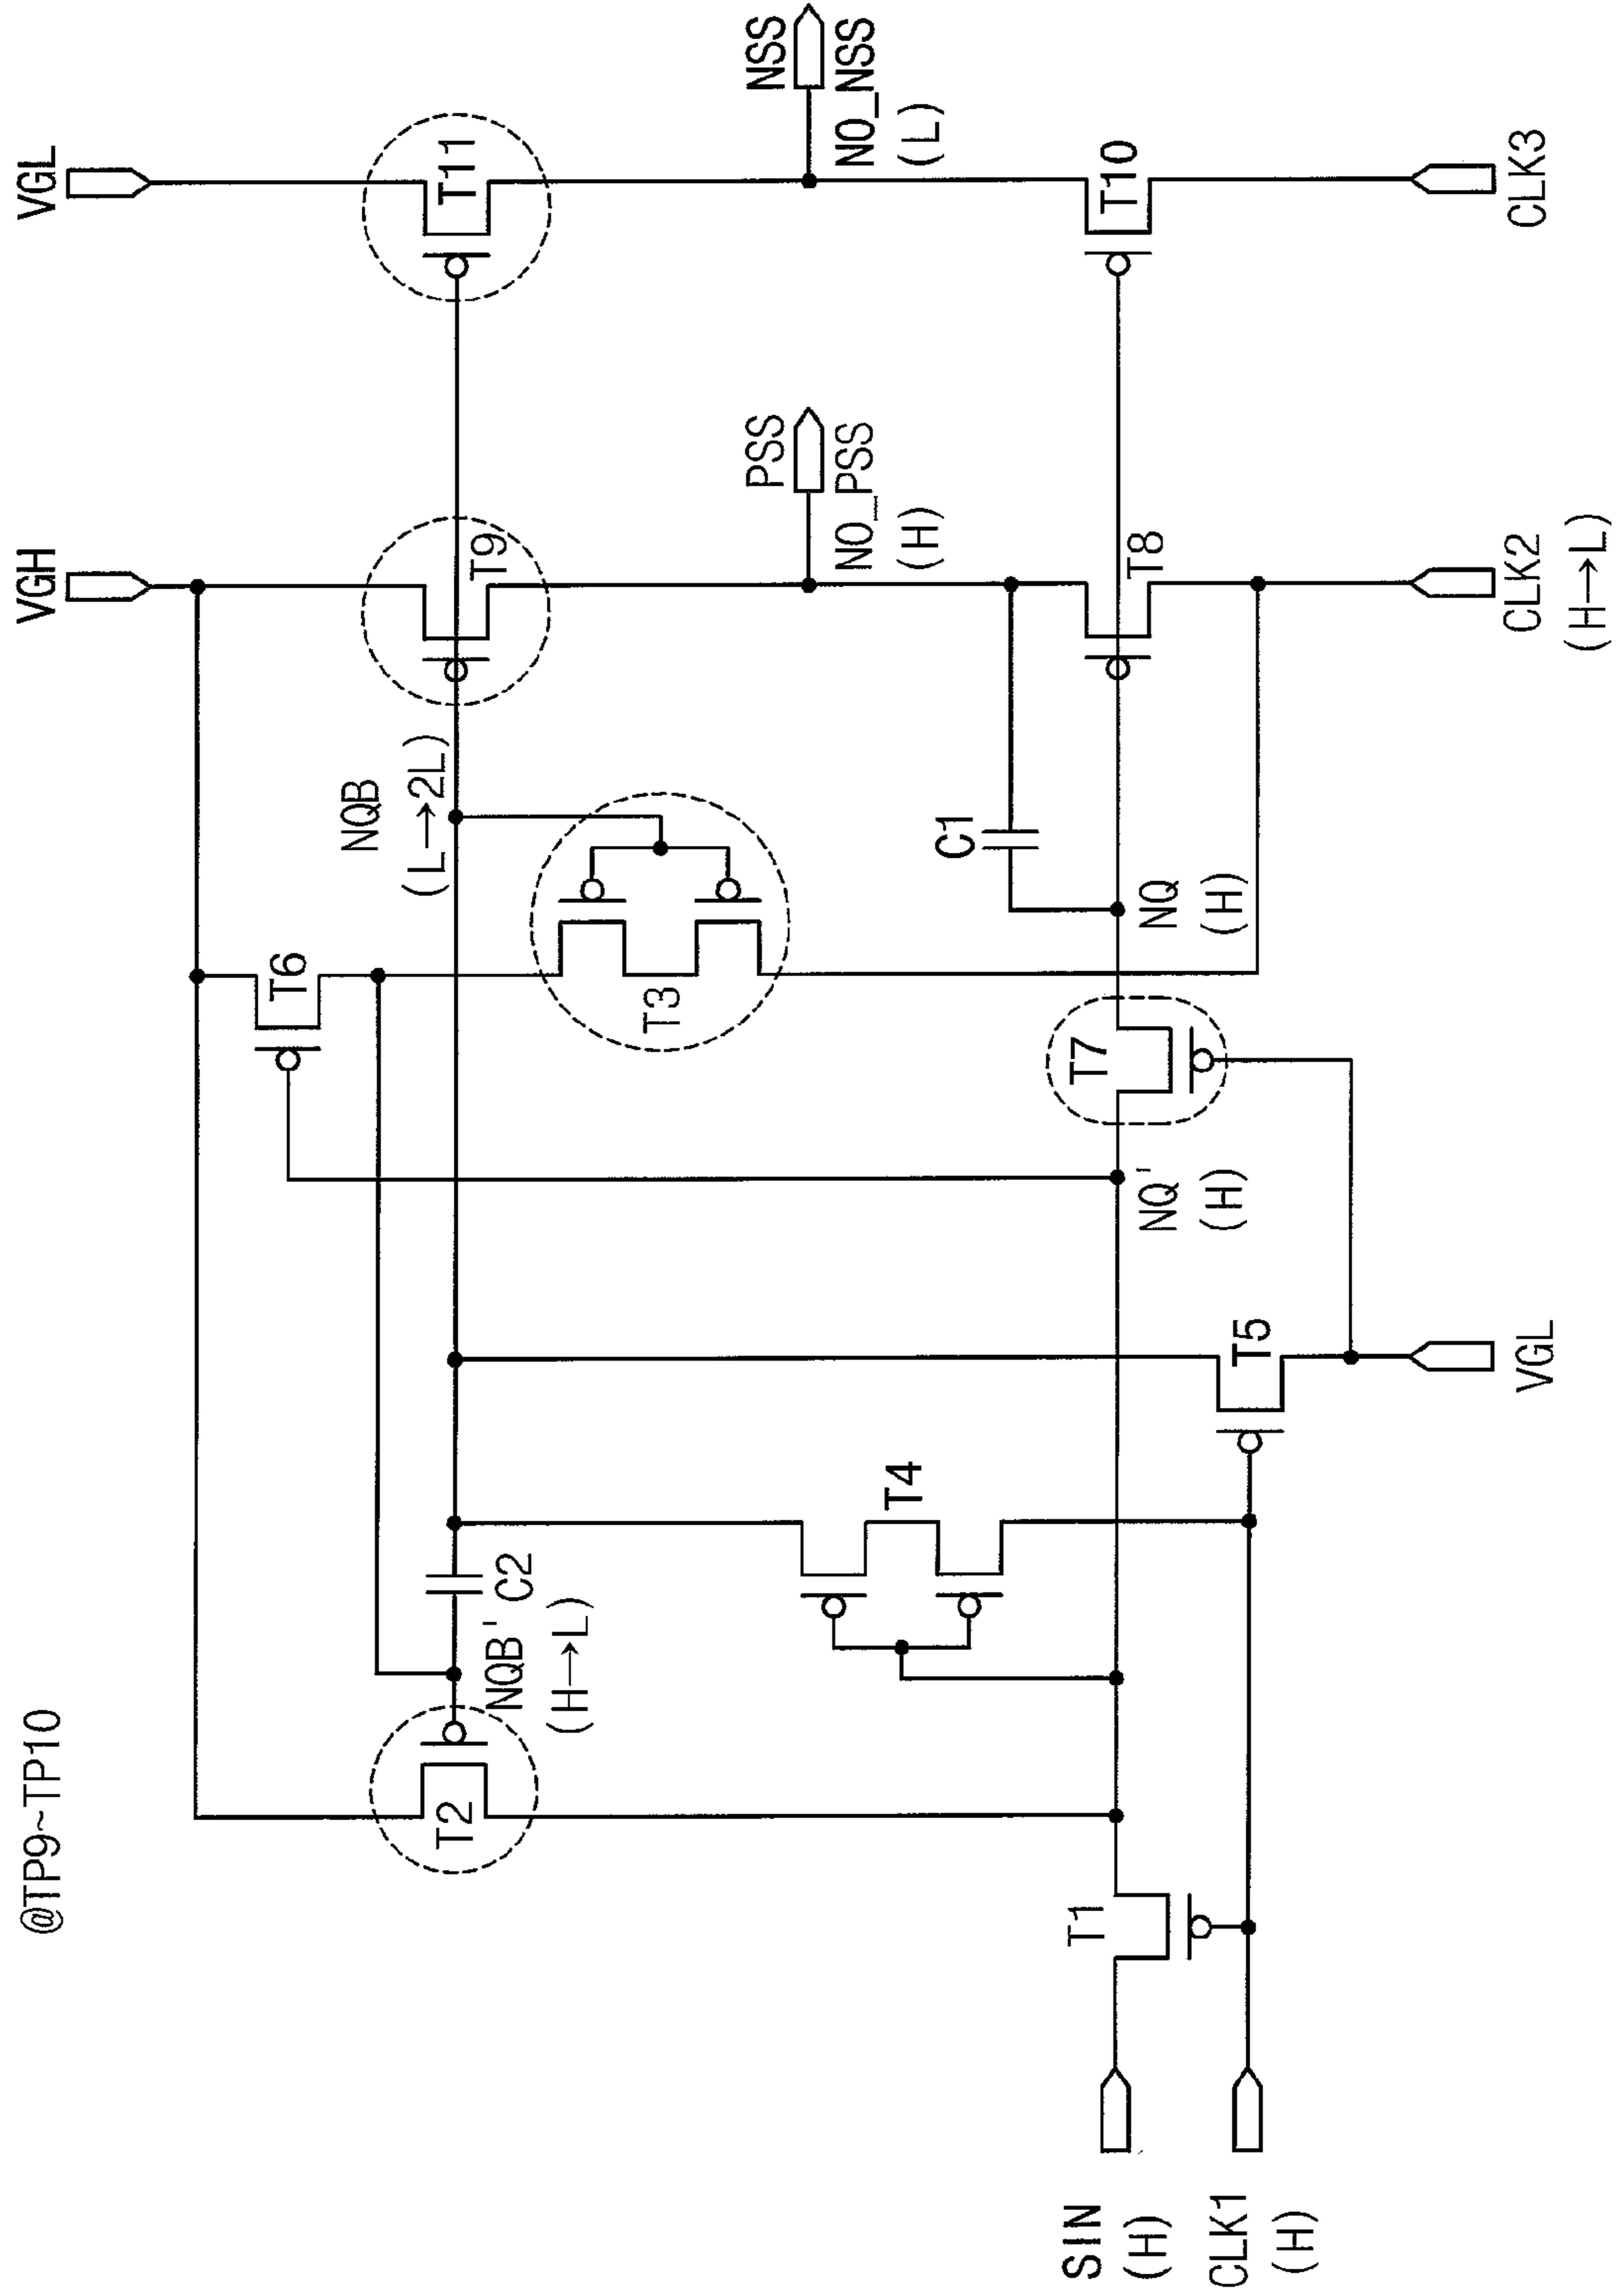 @TP9~TP10
VGH
VGL
T6
T2
NQB'
(H→L)
C2
NQB
(L→2L)
T9
T11
T3
T4
PSS
NO_PSS
(H)
NSS
NO_NSS
(L)
C1
T1
T7
T8
T10
NQ'
(H)
NQ
(H)
T5
SIN
(H)
CLK1
(H)
VGL
CLK2
(H→L)
CLK3